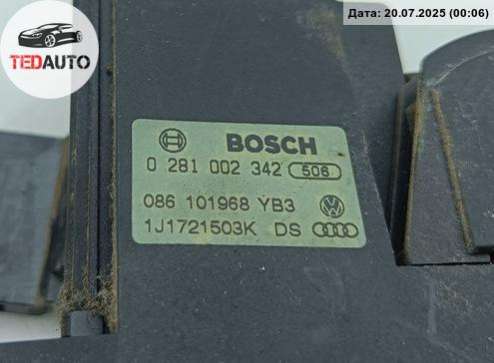 Дата: 20.07.2025 (00:06)
TEDAUTO
BOSCH
0 281 002 342 506
086 101968 YB3
1J1721503K DS